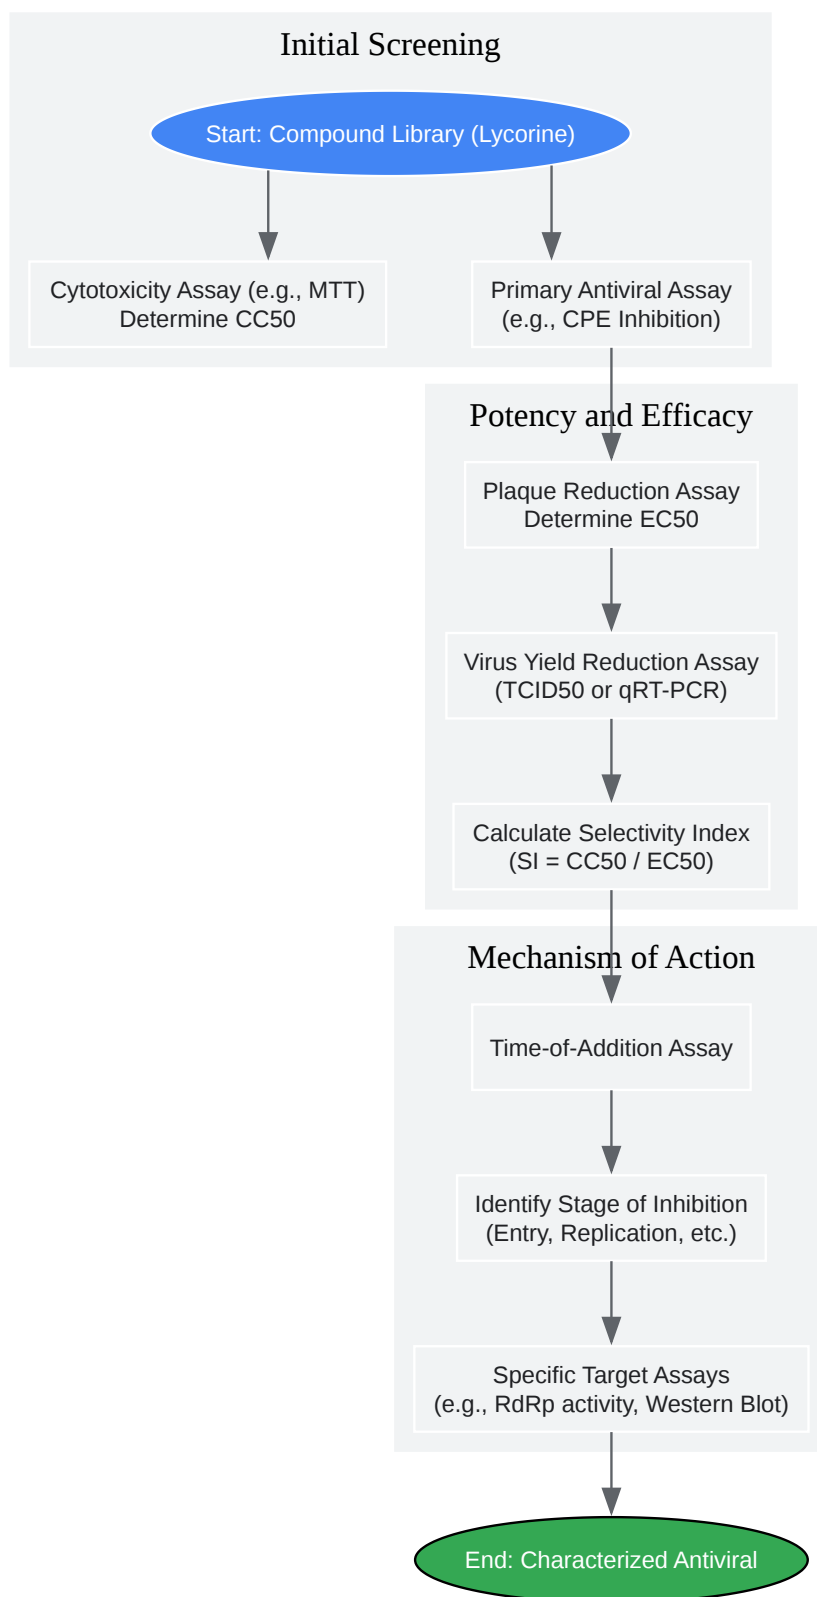 Initial Screening
Start: Compound Library (Lycorine)
Cytotoxicity Assay (e.g., MTT)
Determine CC50
Primary Antiviral Assay
(e.g., CPE Inhibition)
Potency and Efficacy
Plaque Reduction Assay
Determine EC50
Virus Yield Reduction Assay
(TCID50 or qRT-PCR)
Calculate Selectivity Index
(SI = CC50 / EC50)
Mechanism of Action
Time-of-Addition Assay
Identify Stage of Inhibition
(Entry, Replication, etc.)
Specific Target Assays
(e.g., RdRp activity, Western Blot)
End: Characterized Antiviral